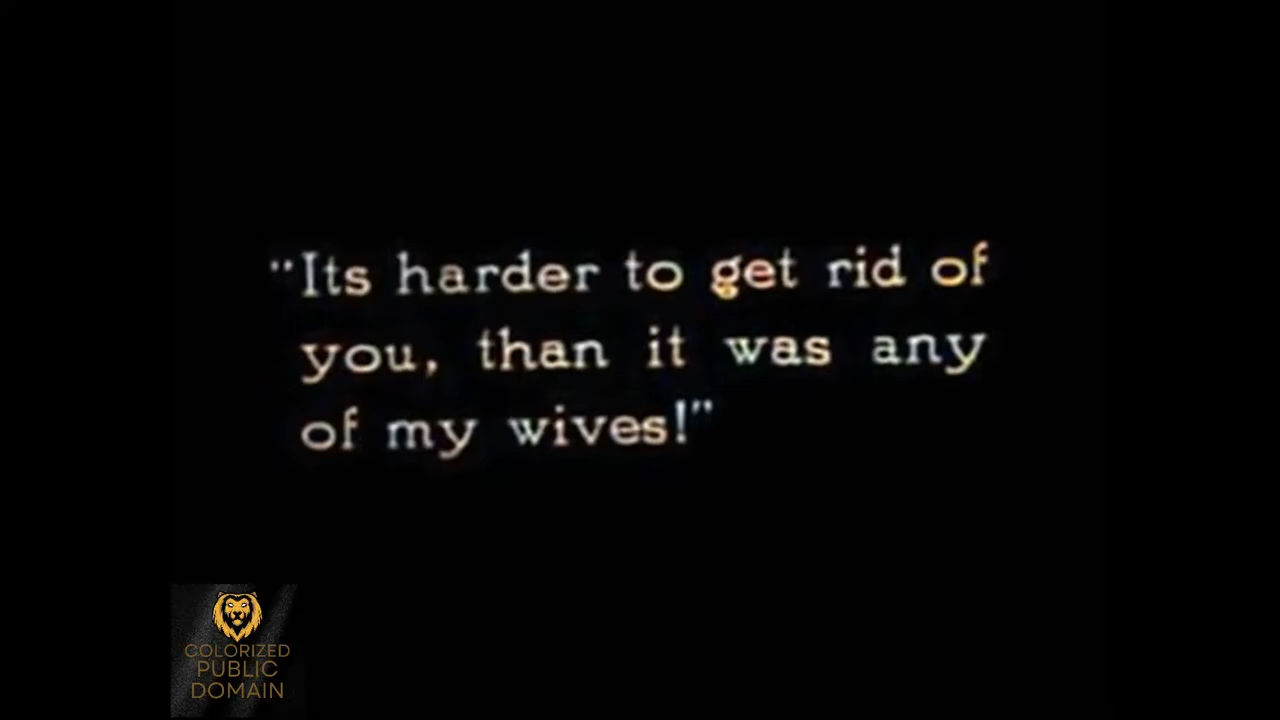 "Its harder to get rid of
you, than it was any
of my wives!"
COLORIZED
PUBLIC
DOMAIN